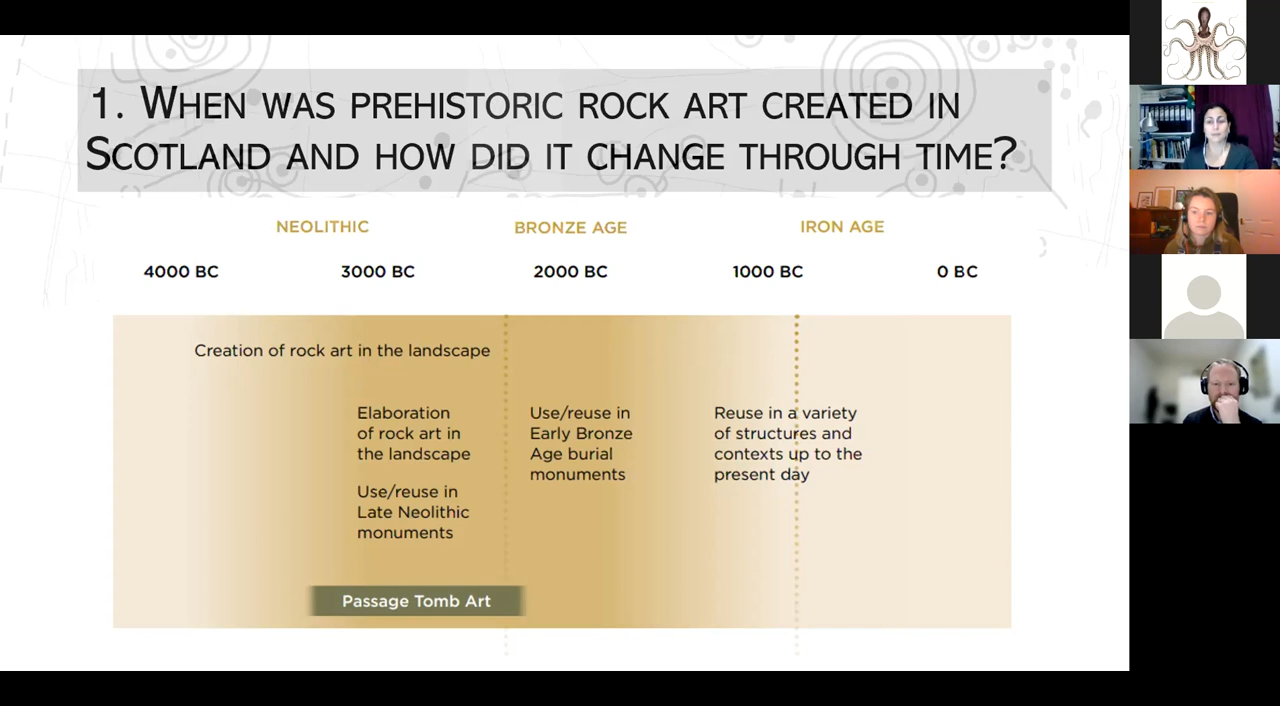 1. When was prehistoric rock art created in
Scotland and how did it change through time?
NEOLITHIC BRONZE AGE IRON AGE
4000 BC 3000 BC 2000 BC 1000 BC 0 BC
Creation of rock art in the landscape
Elaboration
of rock art in
the landscape
Use/reuse in
Late Neolithic
monuments
Use/reuse in
Early Bronze
Age burial
monuments
Reuse in a variety
of structures and
contexts up to the
present day
Passage Tomb Art